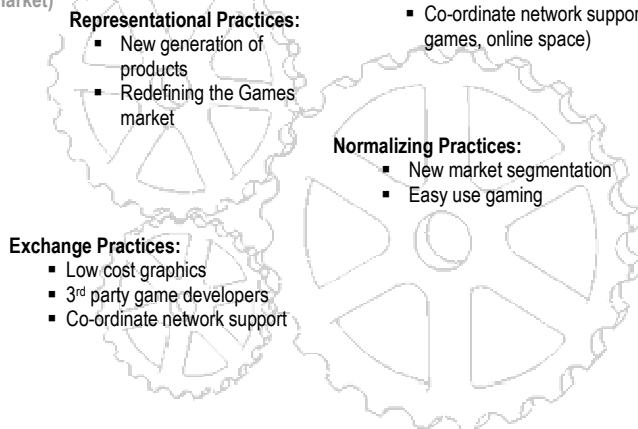 market)
Representational Practices:
▪ New generation of
products
▪ Redefining the Games
market
▪ Co-ordinate network suppor
games, online space)
Normalizing Practices:
▪ New market segmentation
▪ Easy use gaming
Exchange Practices:
▪ Low cost graphics
▪ 3rd party game developers
▪ Co-ordinate network support